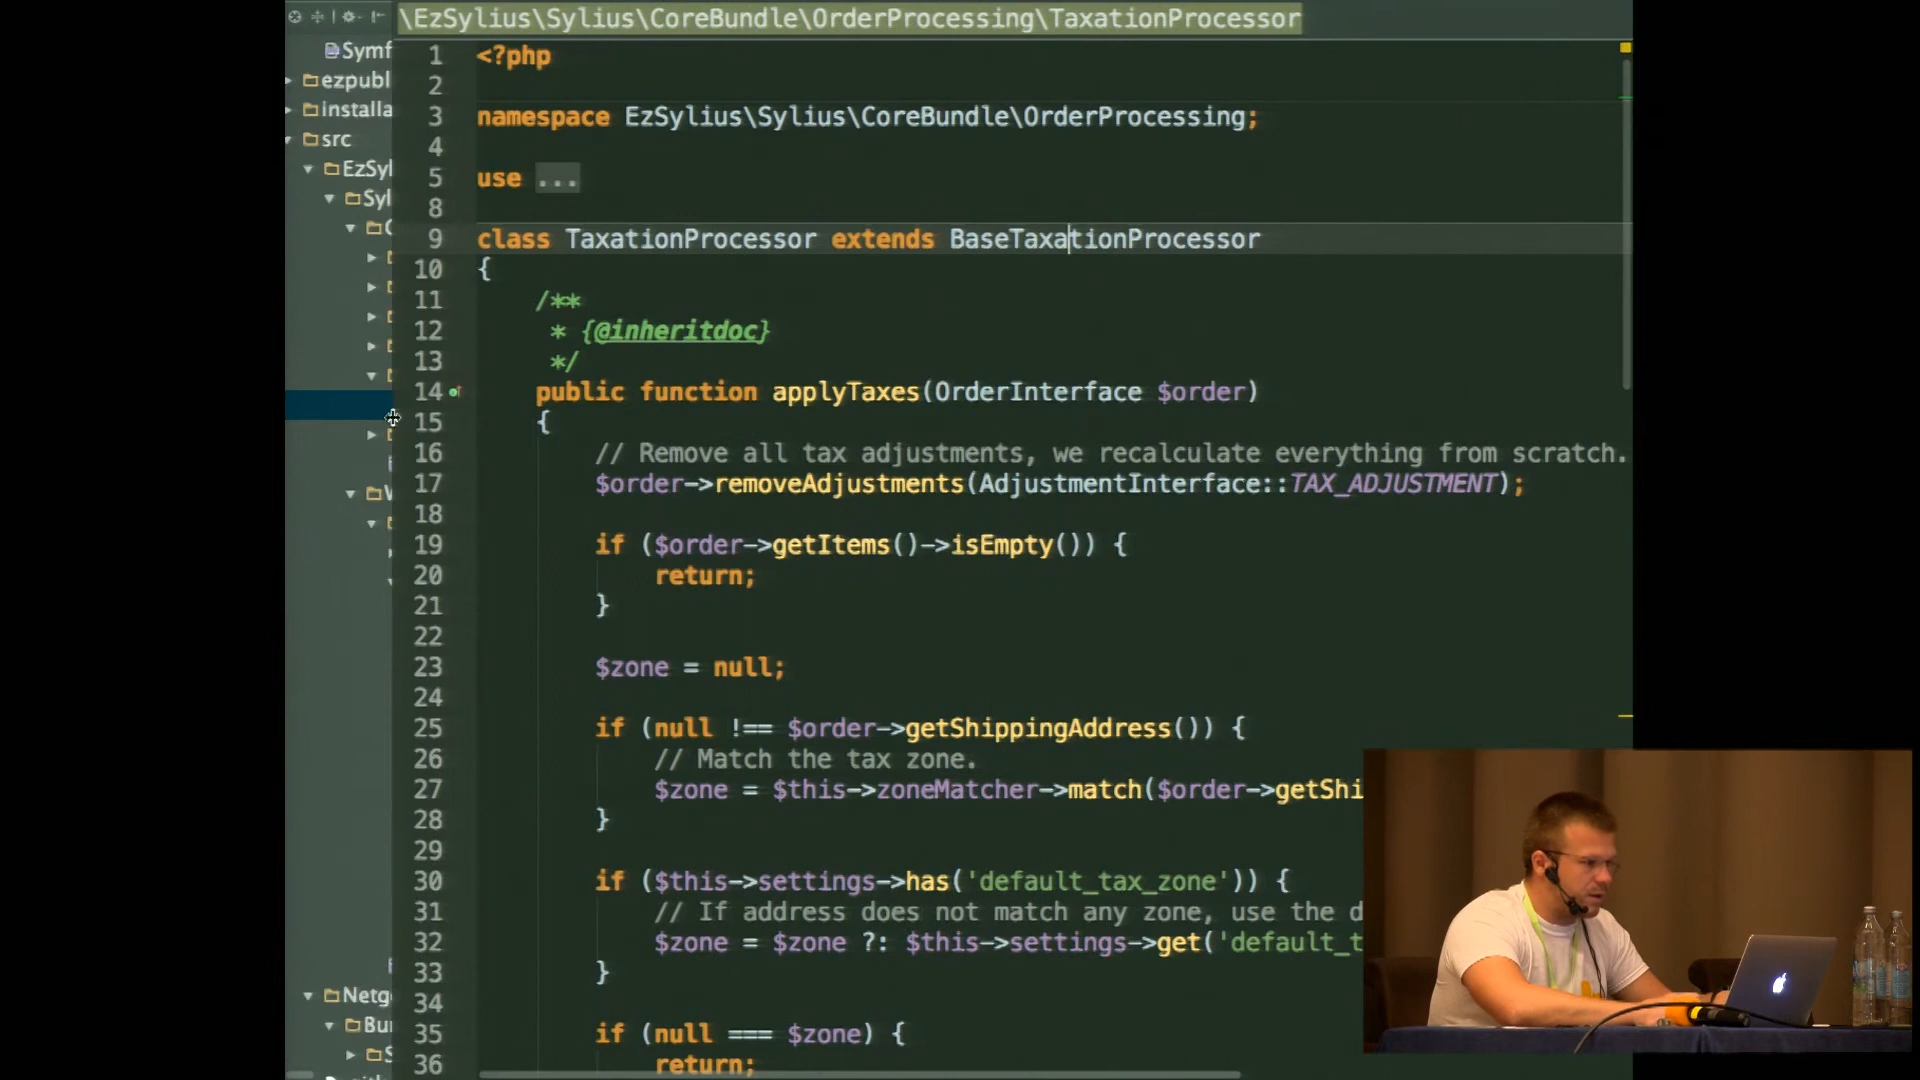 \EzSylius\Sylius\CoreBundle\OrderProcessing\TaxationProcessor
Symf
ezpubl
installa
src
EzSyl
Syl
Netg
Bu
1 <?php
2
3 namespace EzSylius\Sylius\CoreBundle\OrderProcessing;
4
5 use ...
8
9 class TaxationProcessor extends BaseTaxationProcessor
10 {
11 /**
12 * {@inheritdoc}
13 */
14 public function applyTaxes(OrderInterface $order)
15 {
16 // Remove all tax adjustments, we recalculate everything from scratch.
17 $order->removeAdjustments(AdjustmentInterface::TAX_ADJUSTMENT);
18
19 if ($order->getItems()->isEmpty()) {
20 return;
21 }
22
23 $zone = null;
24
25 if (null !== $order->getShippingAddress()) {
26 // Match the tax zone.
27 $zone = $this->zoneMatcher->match($order->getShi
28 }
29
30 if ($this->settings->has('default_tax_zone')) {
31 // If address does not match any zone, use the d
32 $zone = $zone ?: $this->settings->get('default_t
33 }
34
35 if (null === $zone) {
36 return;